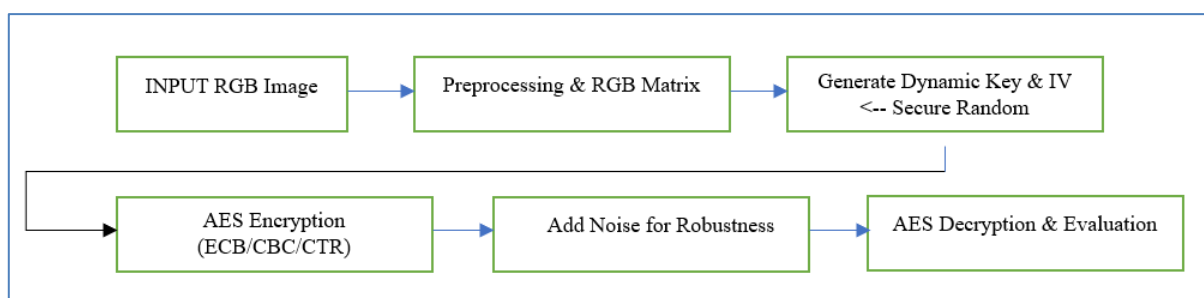 INPUT RGB Image
Preprocessing & RGB Matrix
Generate Dynamic Key & IV
<-- Secure Random
AES Encryption
(ECB/CBC/CTR)
Add Noise for Robustness
AES Decryption & Evaluation